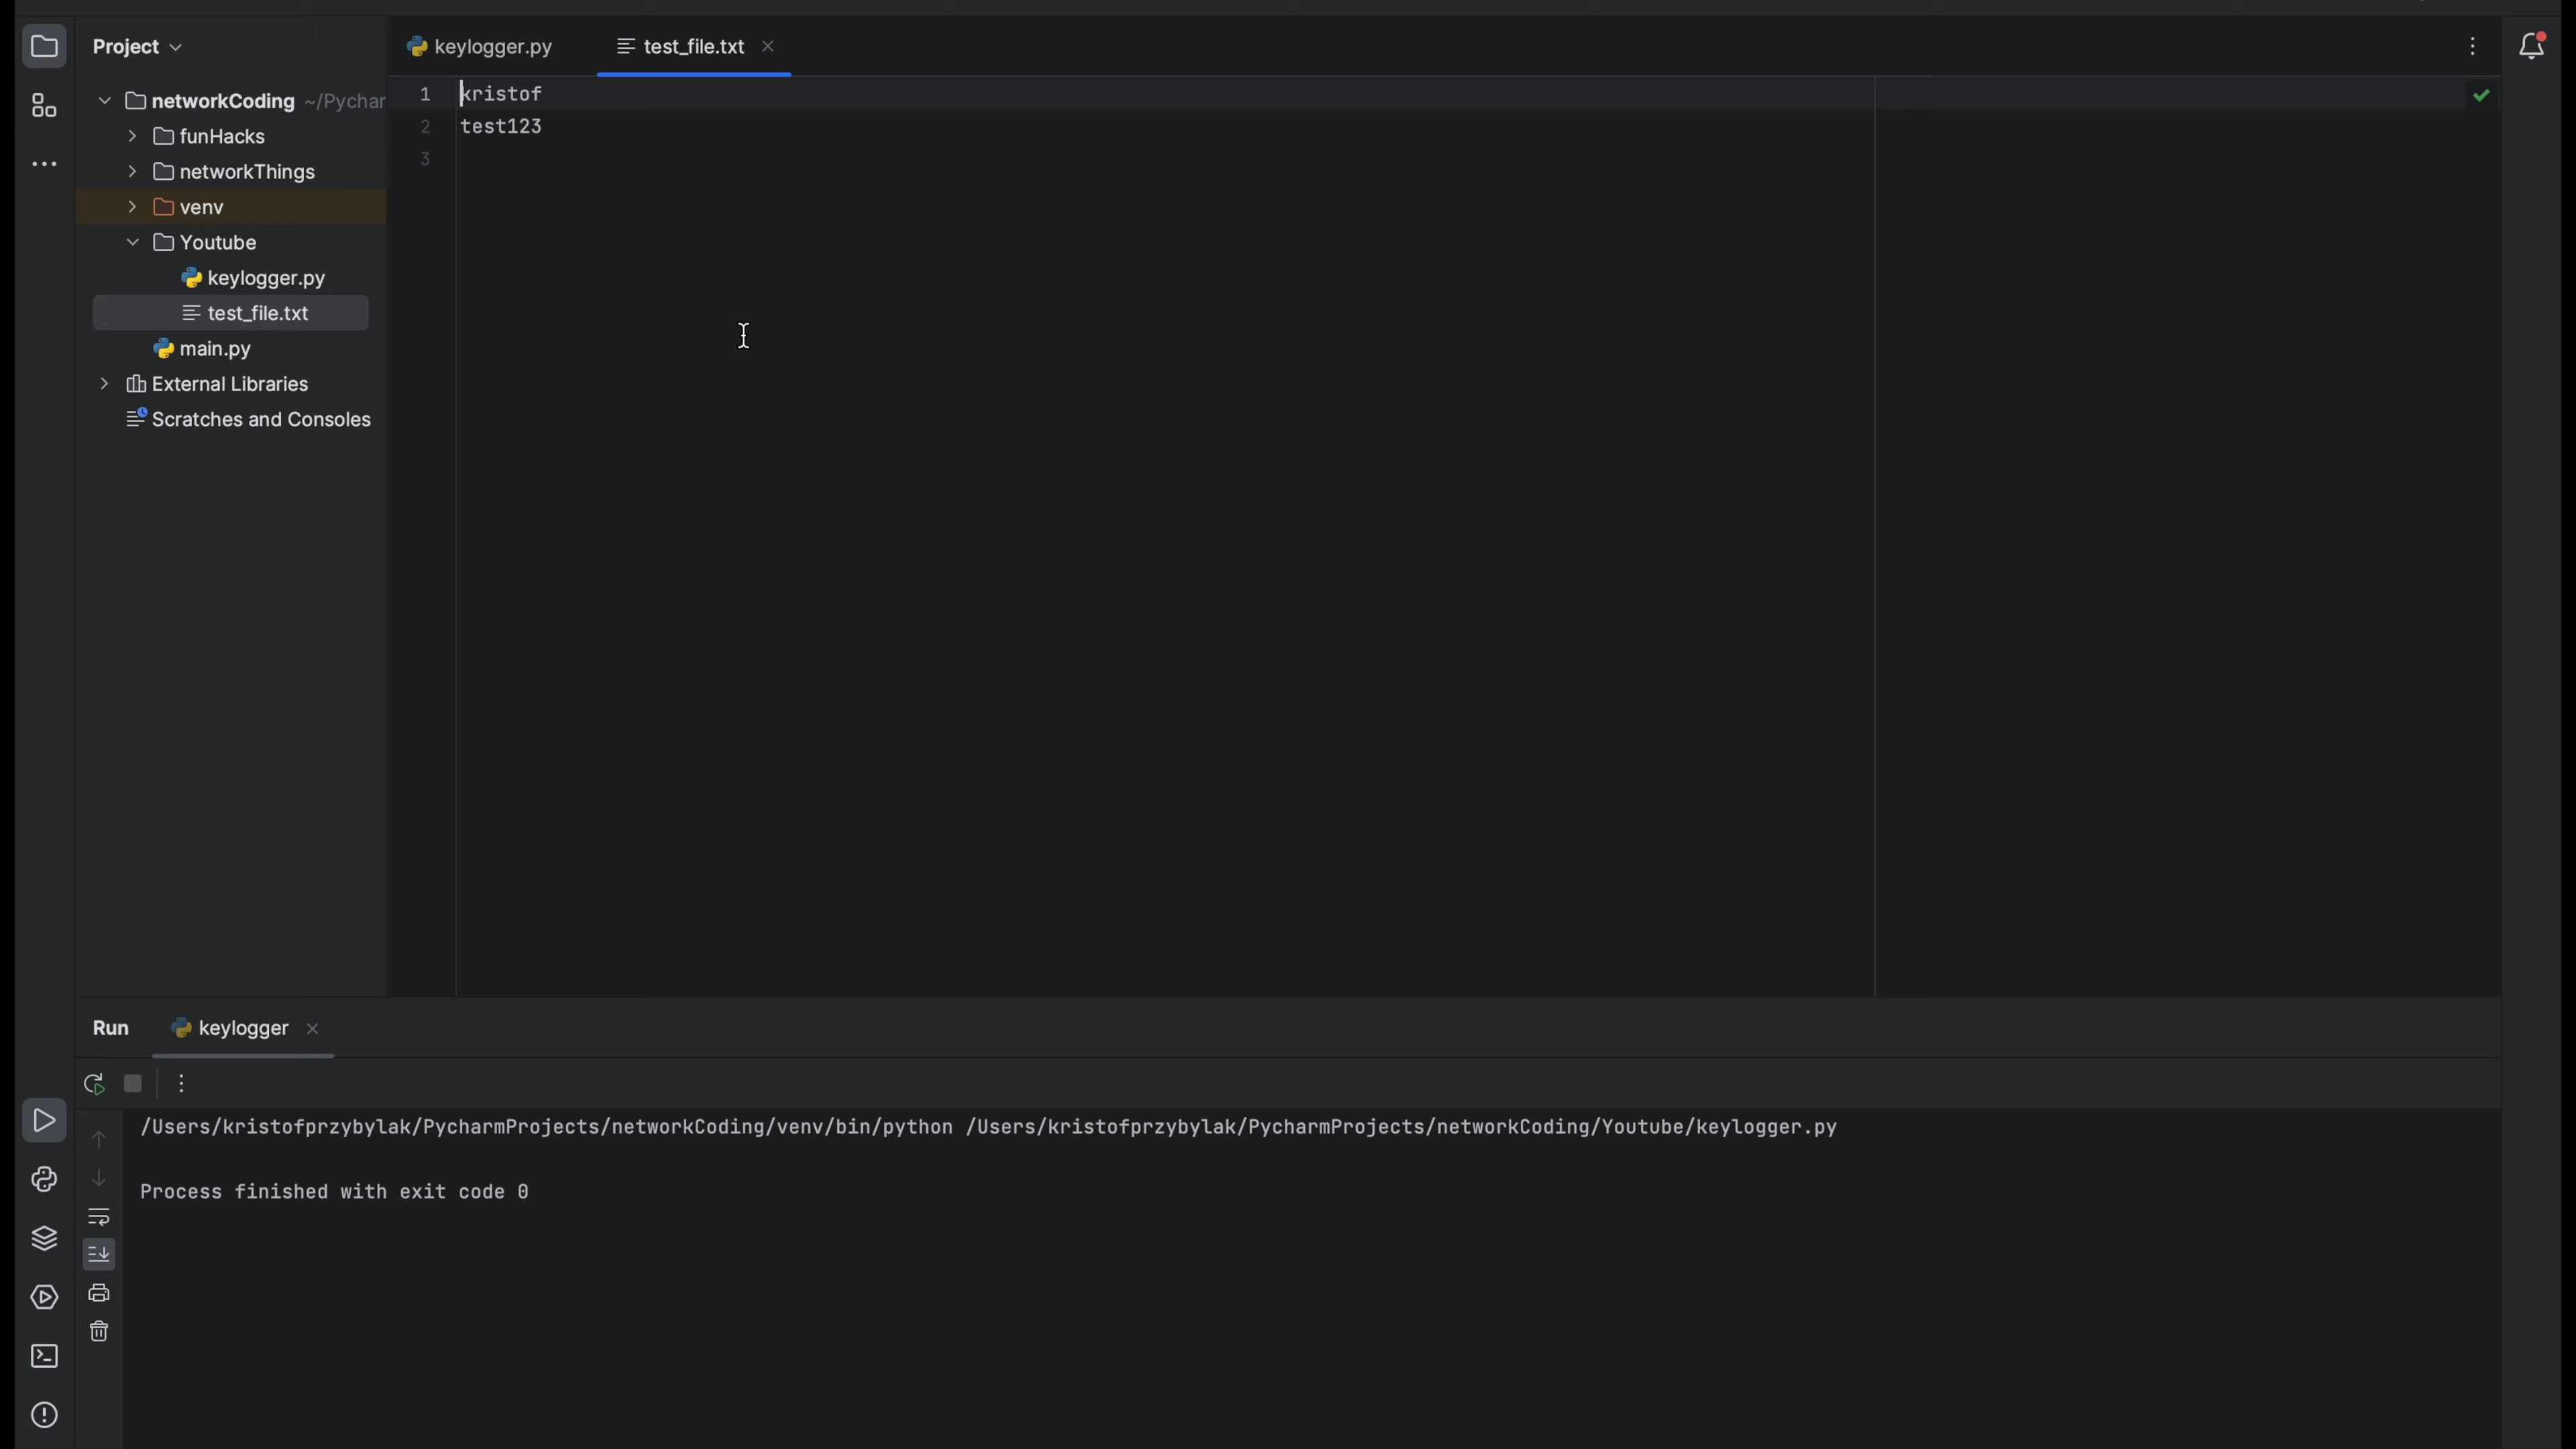 Project
keylogger.py
test_file.txt
networkCoding ~/Pychar
funHacks
networkThings
venv
Youtube
keylogger.py
test_file.txt
main.py
External Libraries
Scratches and Consoles
1 kristof
2 test123
3
Run
keylogger
/Users/kristofprzybylak/PycharmProjects/networkCoding/venv/bin/python /Users/kristofprzybylak/PycharmProjects/networkCoding/Youtube/keylogger.py
Process finished with exit code 0